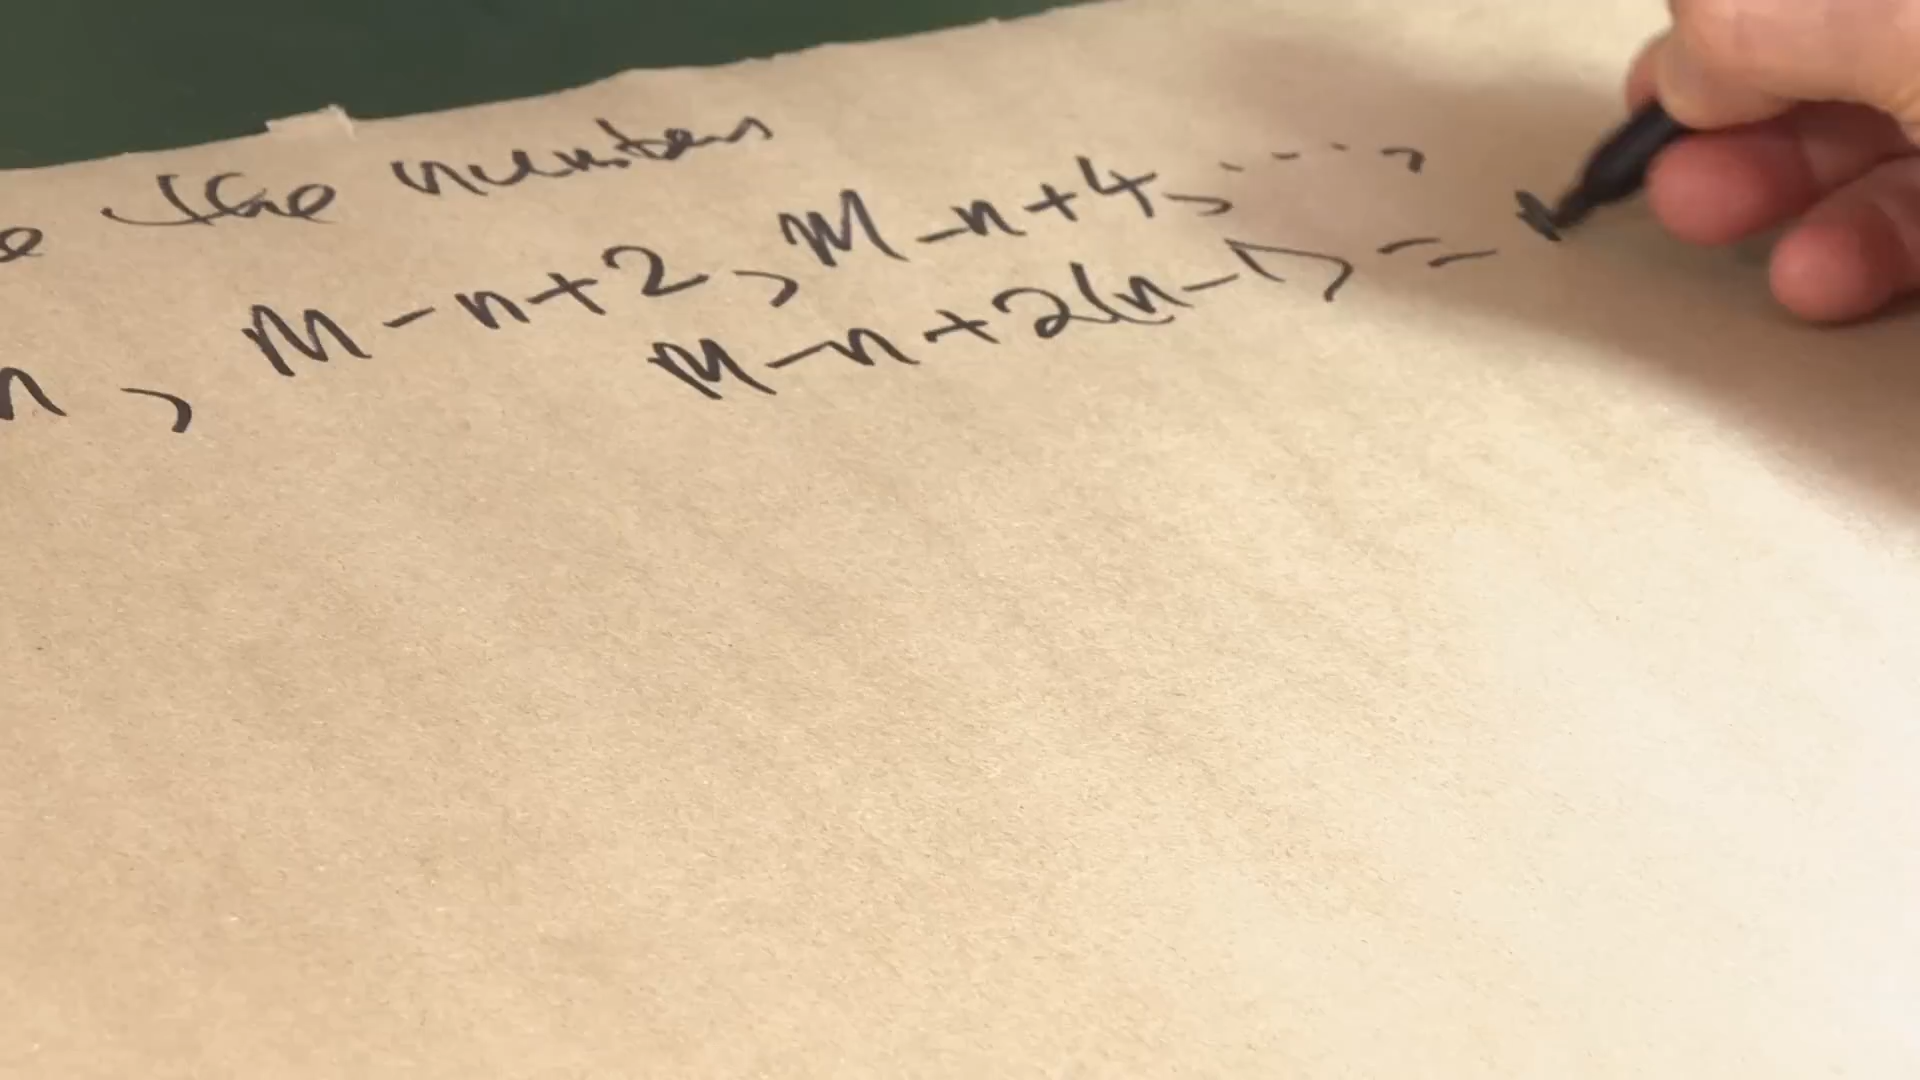 the numbers
n, m-n+2, m-n+4, ....,
m-n+2(n-1) =